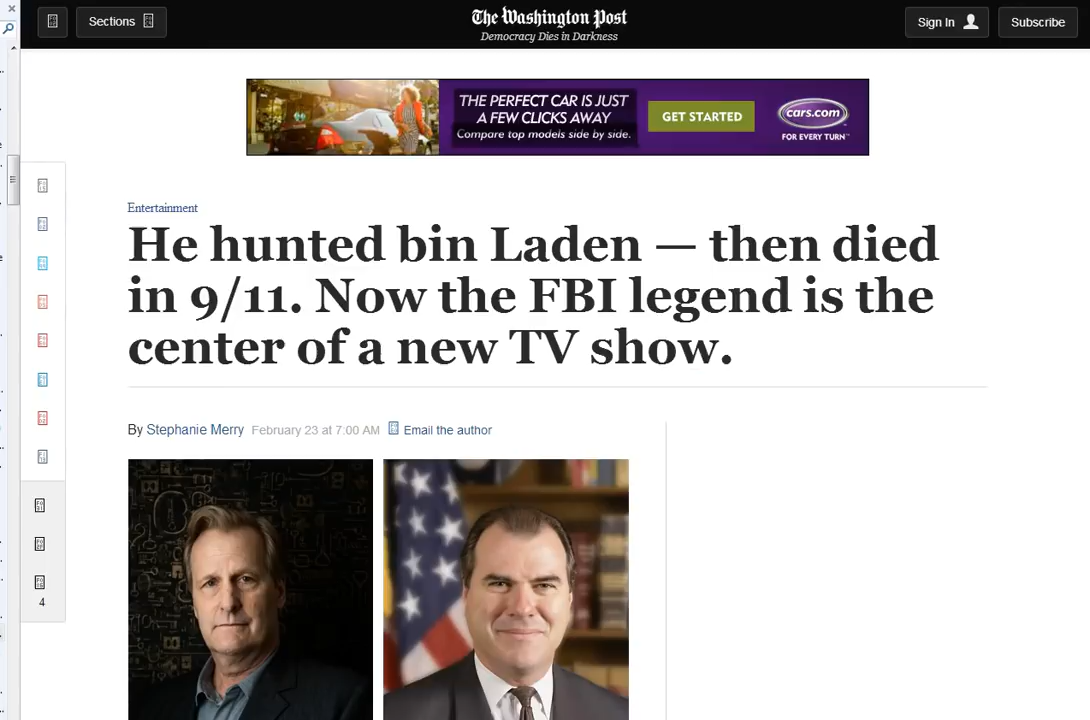 Sections
The Washington Post
Democracy Dies in Darkness
Sign In
Subscribe
THE PERFECT CAR IS JUST
A FEW CLICKS AWAY
Compare top models side by side.
GET STARTED
cars.com
FOR EVERY TURN™
Entertainment
He hunted bin Laden — then died
in 9/11. Now the FBI legend is the
center of a new TV show.
By Stephanie Merry February 23 at 7:00 AM Email the author
4